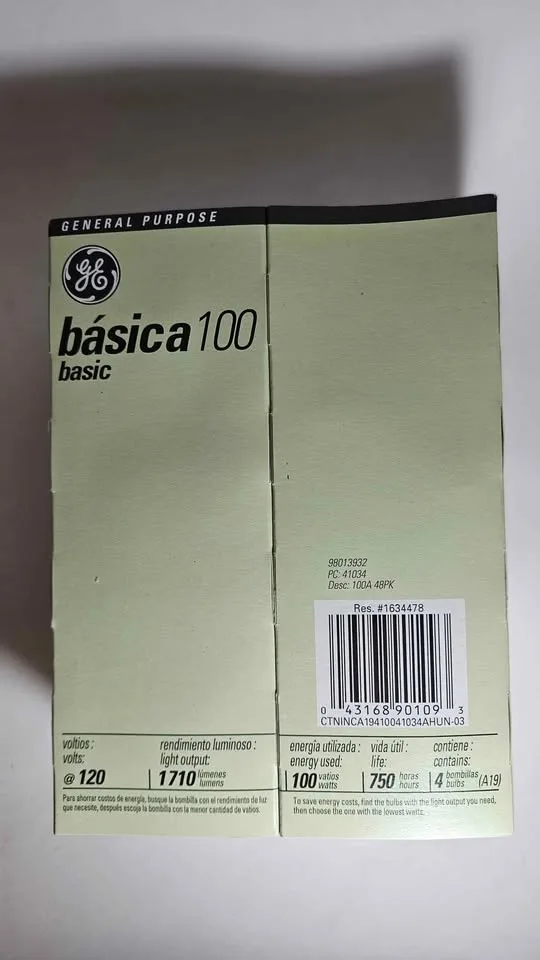 GENERAL PURPOSE
GE
básica 100
basic
98013932
PC: 41034
Desc: 100A 48PK
Res. #1634478
0 43168 90109 3
CTNINCA19410041034AHUN-03
voltios :
volts:
@ 120
rendimiento luminoso :
light output:
1710 lúmenes
lumens
Para ahorrar costos de energía, busque la bombilla con el rendimiento de luz
que necesite, después escoja la bombilla con la menor cantidad de vatios.
energía utilizada :
energy used:
100 vatios
watts
vida útil :
life:
750 horas
hours
contiene :
contains:
4 bombillas
bulbs (A19)
To save energy costs, find the bulbs with the light output you need,
then choose the one with the lowest watts.